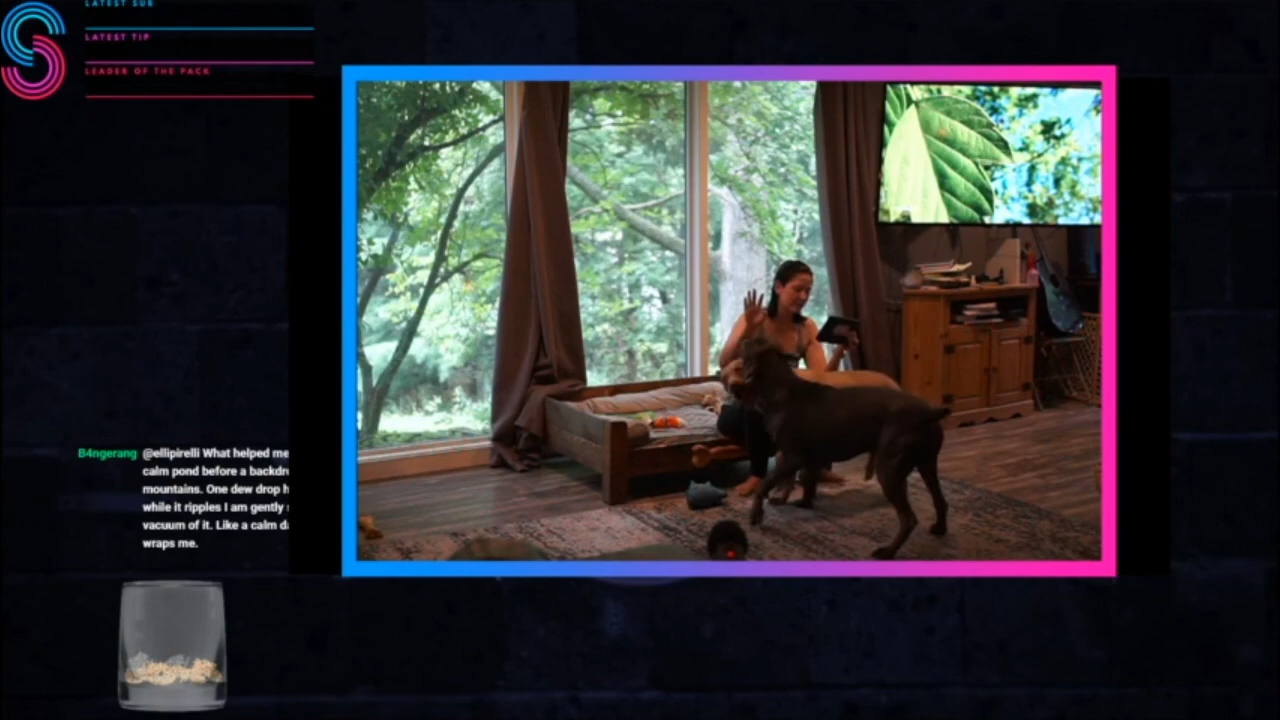 LATEST SUB
LATEST TIP
LEADER OF THE PACK
B4ngerang @ellipirelli What helped me
calm pond before a backdr
mountains. One dew drop h
while it ripples I am gently
vacuum of it. Like a calm da
wraps me.